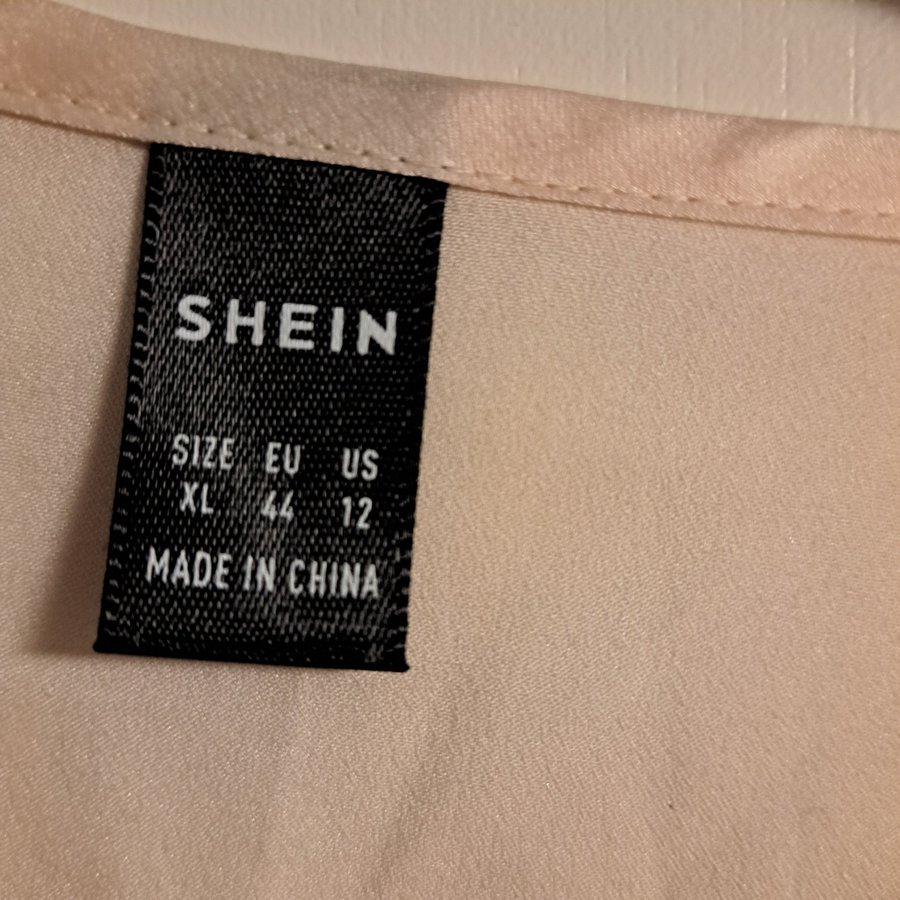 SHEIN
SIZE EU US
XL 44 12
MADE IN CHINA